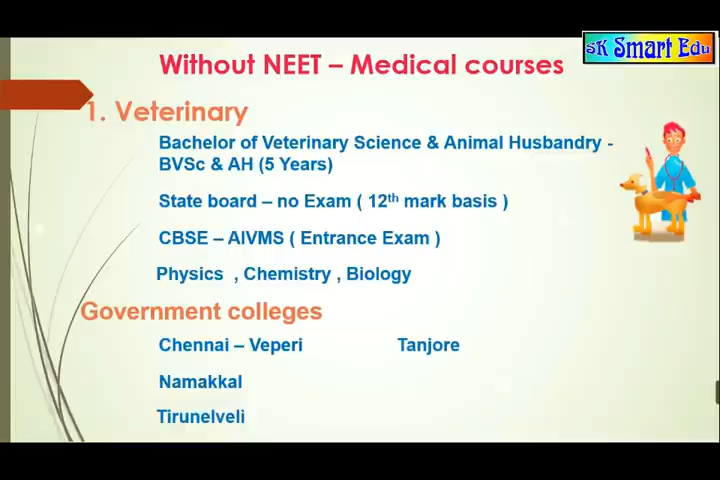 SK Smart Edu
Without NEET – Medical courses
1. Veterinary
Bachelor of Veterinary Science & Animal Husbandry -
BVSc & AH (5 Years)
State board – no Exam ( 12th mark basis )
CBSE – AIVMS ( Entrance Exam )
Physics , Chemistry , Biology
Government colleges
Chennai – Veperi Tanjore
Namakkal
Tirunelveli